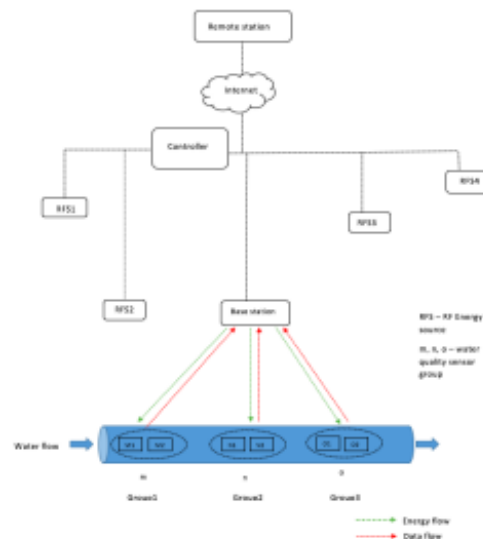 Remote station
Internet
Controller
RFS1
RFS2
RFS3
RFS4
Base station
RFS – RF Energy
source
m, n, o – water
quality sensor
group
Water flow
m
n
o
Group1
Group2
Group3
Energy flow
Data flow